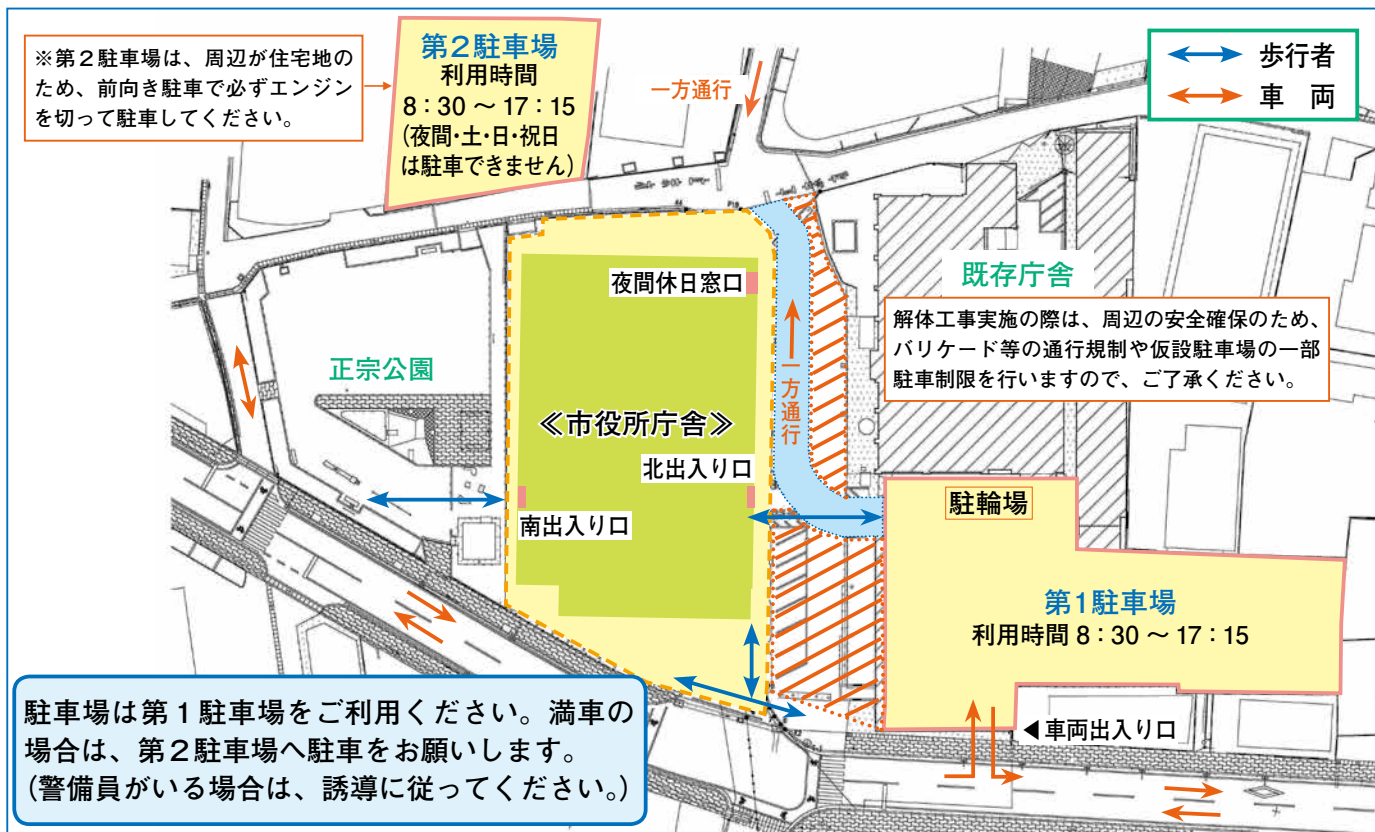 ※第2駐車場は、周辺が住宅地の
ため、前向き駐車で必ずエンジン
を切って駐車してください。
第2駐車場
利用時間
8：30 ～ 17：15
(夜間・土・日・祝日
は駐車できません)
一方通行
歩行者
車　両
夜間休日窓口
既存庁舎
解体工事実施の際は、周辺の安全確保のため、
バリケード等の通行規制や仮設駐車場の一部
駐車制限を行いますので、ご了承ください。
正宗公園
一方通行
≪市役所庁舎≫
北出入り口
南出入り口
駐輪場
第1駐車場
利用時間 8：30 ～ 17：15
◀車両出入り口
駐車場は第１駐車場をご利用ください。満車の
場合は、第２駐車場へ駐車をお願いします。
(警備員がいる場合は、誘導に従ってください。)